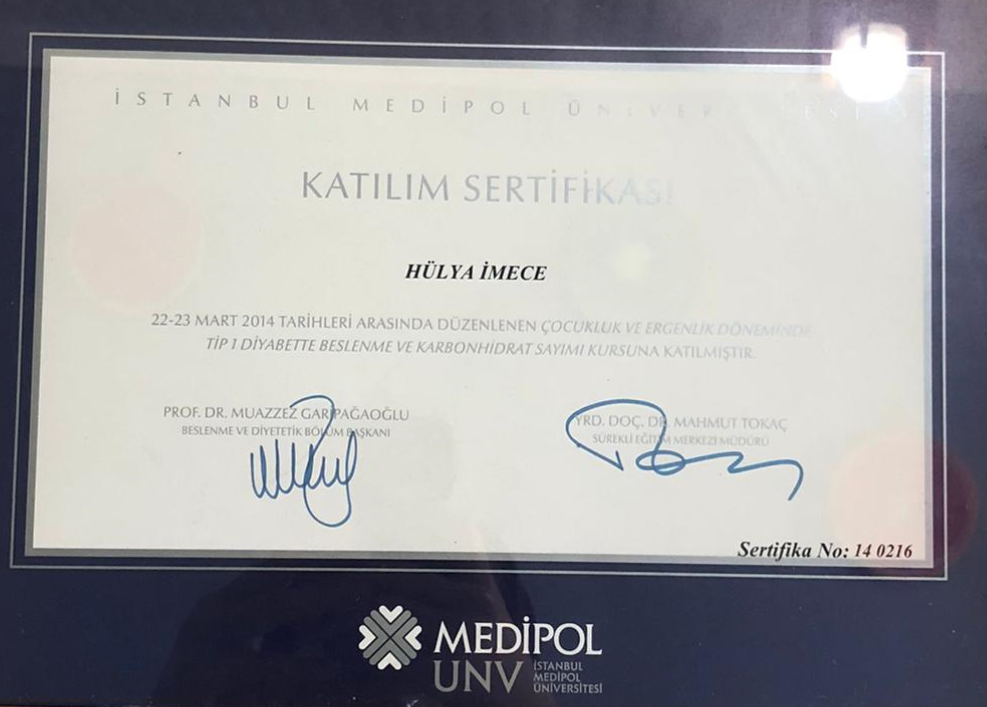 İSTANBUL MEDİPOL ÜNİVERSİTESİ
KATILIM SERTİFİKASI
HÜLYA İMECE
22-23 MART 2014 TARİHLERİ ARASINDA DÜZENLENEN ÇOCUKLUK VE ERGENLİK DÖNEMİNDE
TİP 1 DİYABETTE BESLENME VE KARBONHİDRAT SAYIMI KURSUNA KATILMIŞTIR.
PROF. DR. MUAZZEZ GARİPAĞAOĞLU
BESLENME VE DİYETETİK BÖLÜM BAŞKANI
YRD. DOÇ. DR. MAHMUT TOKAÇ
SÜREKLİ EĞİTİM MERKEZİ MÜDÜRÜ
Sertifika No: 14 0216
MEDİPOL
UNV
İSTANBUL
MEDİPOL
ÜNİVERSİTESİ